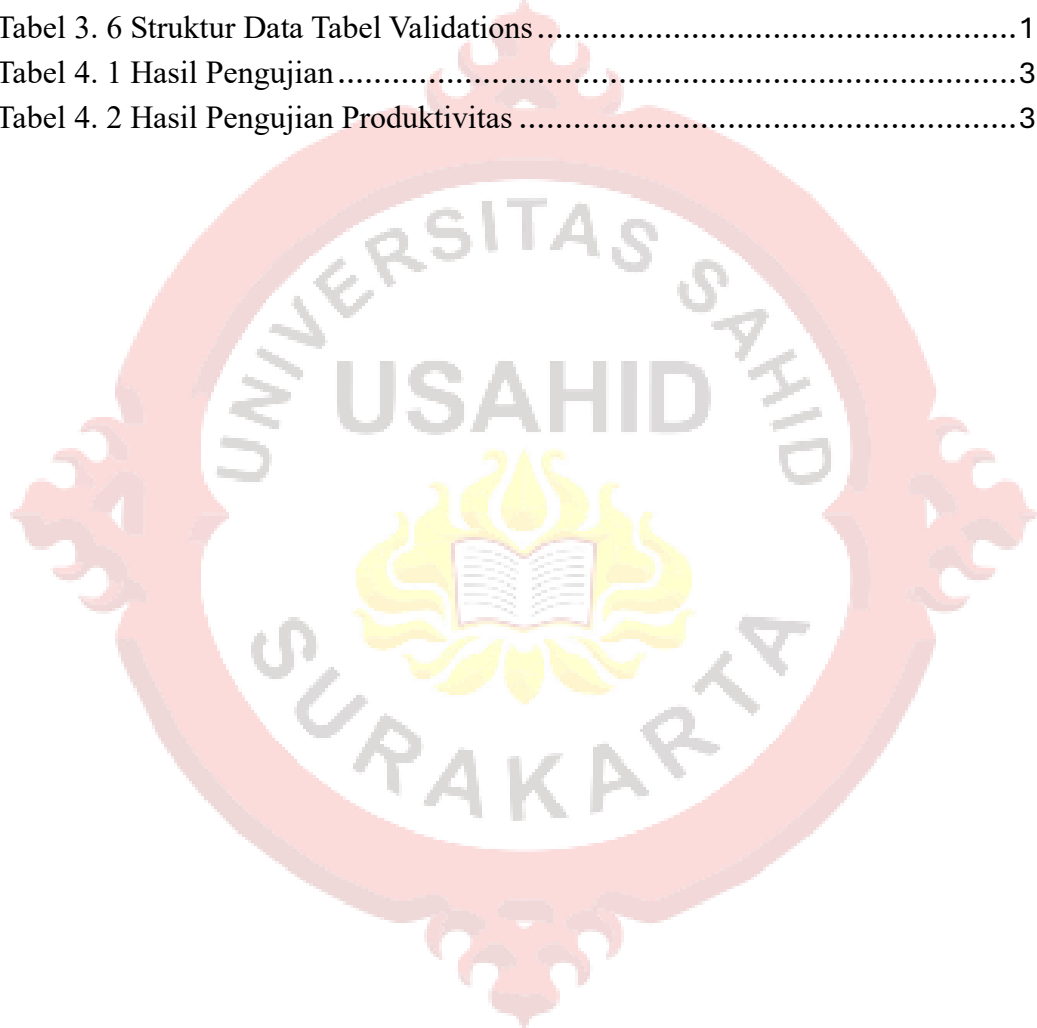 Tabel 3. 6 Struktur Data Tabel Validations.....................................................1
Tabel 4. 1 Hasil Pengujian...........................................................................3
Tabel 4. 2 Hasil Pengujian Produktivitas.......................................................3
UNIVERSITAS SAHID
USAHID
SURAKARTA